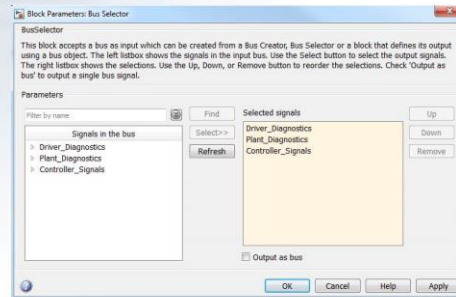 Block Parameters: Bus Selector
BusSelector
This block accepts a bus as input which can be created from a Bus Creator, Bus Selector or a block that defines its output
using a bus object. The left listbox shows the signals in the input bus. Use the Select button to select the output signals.
The right listbox shows the selections. Use the Up, Down, or Remove button to reorder the selections. Check 'Output as
bus' to output a single bus signal.
Parameters
Filter by name
Find
Selected signals
Up
Signals in the bus
Select>>
Driver_Diagnostics
Plant_Diagnostics
Controller_Signals
Down
Driver_Diagnostics
Plant_Diagnostics
Controller_Signals
Refresh
Remove
Output as bus
OK
Cancel
Help
Apply